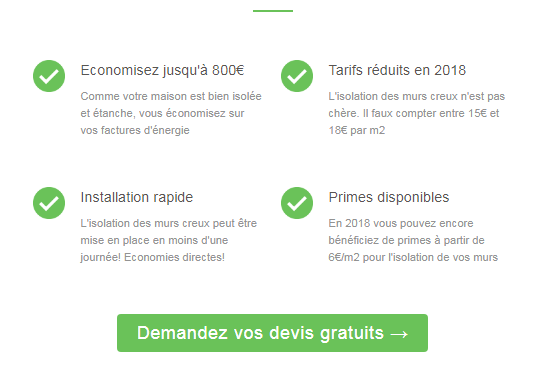 Economisez jusqu'à 800€
Comme votre maison est bien isolée
et étanche, vous économisez sur
vos factures d'énergie
Tarifs réduits en 2018
L'isolation des murs creux n'est pas
chère. Il faux compter entre 15€ et
18€ par m2
Installation rapide
L'isolation des murs creux peut être
mise en place en moins d'une
journée! Economies directes!
Primes disponibles
En 2018 vous pouvez encore
bénéficiez de primes à partir de
6€/m2 pour l'isolation de vos murs
Demandez vos devis gratuits →